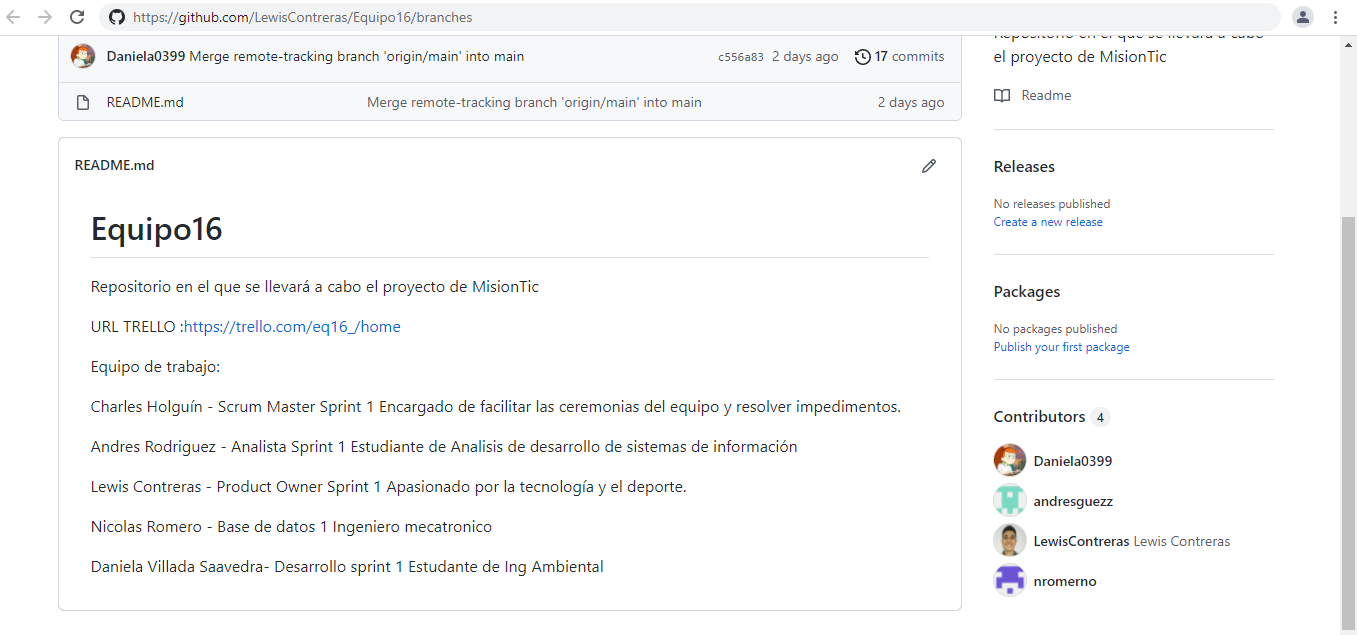 https://github.com/LewisContreras/Equipo16/branches
Daniela0399 Merge remote-tracking branch 'origin/main' into main c556a83 2 days ago 17 commits
README.md Merge remote-tracking branch 'origin/main' into main 2 days ago
README.md
Equipo16
Repositorio en el que se llevará a cabo el proyecto de MisionTic
URL TRELLO :https://trello.com/eq16_/home
Equipo de trabajo:
Charles Holguín - Scrum Master Sprint 1 Encargado de facilitar las ceremonias del equipo y resolver impedimentos.
Andres Rodriguez - Analista Sprint 1 Estudiante de Analisis de desarrollo de sistemas de información
Lewis Contreras - Product Owner Sprint 1 Apasionado por la tecnología y el deporte.
Nicolas Romero - Base de datos 1 Ingeniero mecatronico
Daniela Villada Saavedra- Desarrollo sprint 1 Estudante de Ing Ambiental
Repositorio en el que se llevará a cabo
el proyecto de MisionTic
Readme
Releases
No releases published
Create a new release
Packages
No packages published
Publish your first package
Contributors 4
Daniela0399
andresguezz
LewisContreras Lewis Contreras
nromerno